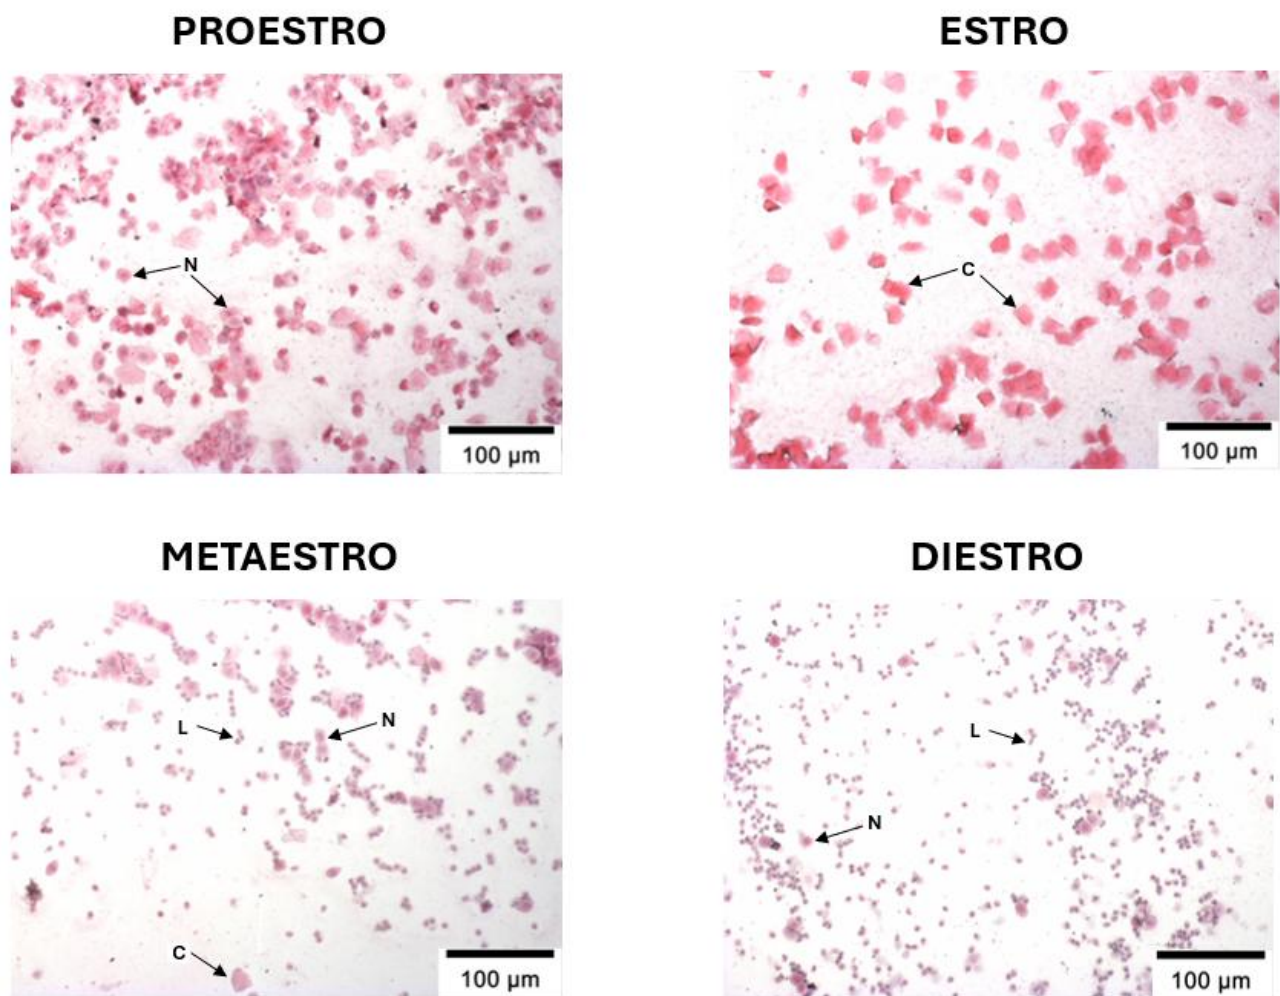 PROESTRO
N
100 µm
ESTRO
C
100 µm
METAESTRO
L
N
C
100 µm
DIESTRO
L
N
100 µm